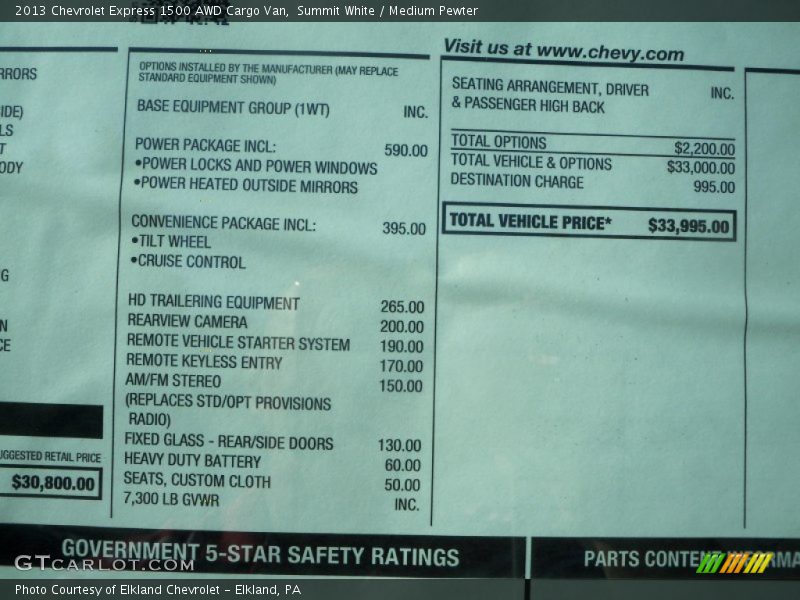 2013 Chevrolet Express 1500 AWD Cargo Van, Summit White / Medium Pewter
RRORS
SIDE)
LS
T
ODY
G
N
CE
UGGESTED RETAIL PRICE
$30,800.00
OPTIONS INSTALLED BY THE MANUFACTURER (MAY REPLACE
STANDARD EQUIPMENT SHOWN)
BASE EQUIPMENT GROUP (1WT) INC.
POWER PACKAGE INCL: 590.00
•POWER LOCKS AND POWER WINDOWS
•POWER HEATED OUTSIDE MIRRORS
CONVENIENCE PACKAGE INCL: 395.00
•TILT WHEEL
•CRUISE CONTROL
HD TRAILERING EQUIPMENT 265.00
REARVIEW CAMERA 200.00
REMOTE VEHICLE STARTER SYSTEM 190.00
REMOTE KEYLESS ENTRY 170.00
AM/FM STEREO 150.00
(REPLACES STD/OPT PROVISIONS
RADIO)
FIXED GLASS - REAR/SIDE DOORS 130.00
HEAVY DUTY BATTERY 60.00
SEATS, CUSTOM CLOTH 50.00
7,300 LB GVWR INC.
Visit us at www.chevy.com
SEATING ARRANGEMENT, DRIVER INC.
& PASSENGER HIGH BACK
TOTAL OPTIONS $2,200.00
TOTAL VEHICLE & OPTIONS $33,000.00
DESTINATION CHARGE 995.00
TOTAL VEHICLE PRICE* $33,995.00
GOVERNMENT 5-STAR SAFETY RATINGS
PARTS CONTENT INFORMA
GTCARLOT.COM
Photo Courtesy of Elkland Chevrolet - Elkland, PA